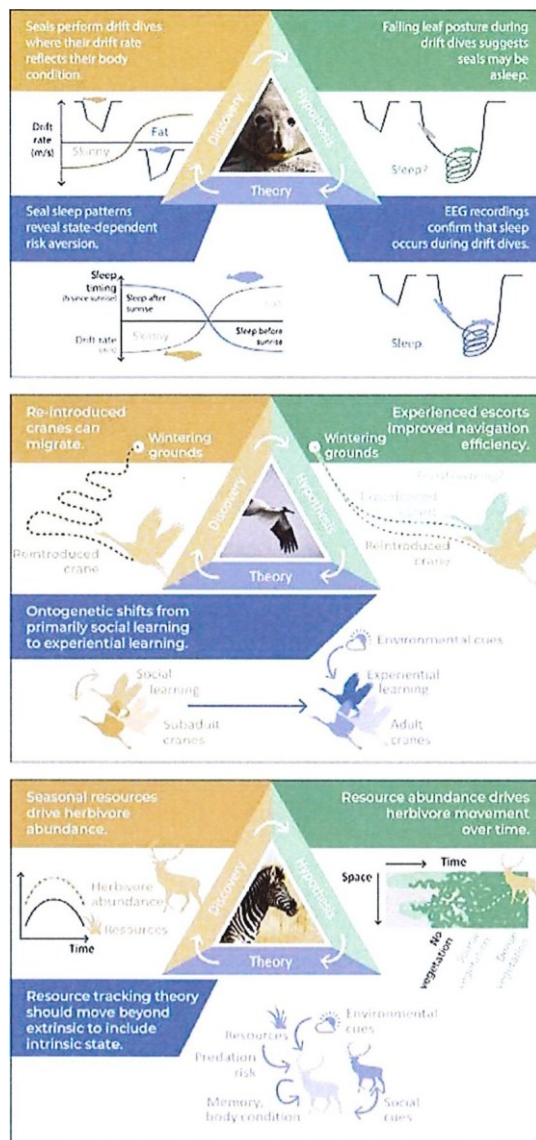 Seals perform drift dives
where their drift rate
reflects their body
condition.
Falling leaf posture during
drift dives suggests
seals may be
asleep.
Drift
rate
(m/s)
Fat
Skinny
Discovery
Hypothesis
Theory
Sleep?
Seal sleep patterns
reveal state-dependent
risk aversion.
EEG recordings
confirm that sleep
occurs during drift dives.
Sleep
timing
(h since sunrise)
Sleep after
sunrise
Fat
Skinny
Sleep before
sunrise
Drift rate
(m/s)
Sleep
Re-introduced
cranes can
migrate.
Wintering
grounds
Reintroduced
crane
Experienced escorts
improved navigation
efficiency.
Wintering
grounds
Reintroduced
crane
Discovery
Hypothesis
Theory
Ontogenetic shifts from
primarily social learning
to experiential learning.
Environmental cues
Social
learning
Subadult
cranes
Experiential
learning
Adult
cranes
Seasonal resources
drive herbivore
abundance.
Herbivore
abundance
Resources
Time
Resource abundance drives
herbivore movement
over time.
Time
Space
No
vegetation
Sparse
vegetation
Dense
vegetation
Discovery
Hypothesis
Theory
Resource tracking theory
should move beyond
extrinsic to include
intrinsic state.
Environmental
cues
Resources
Predation
risk
Memory,
body condition
Social
cues